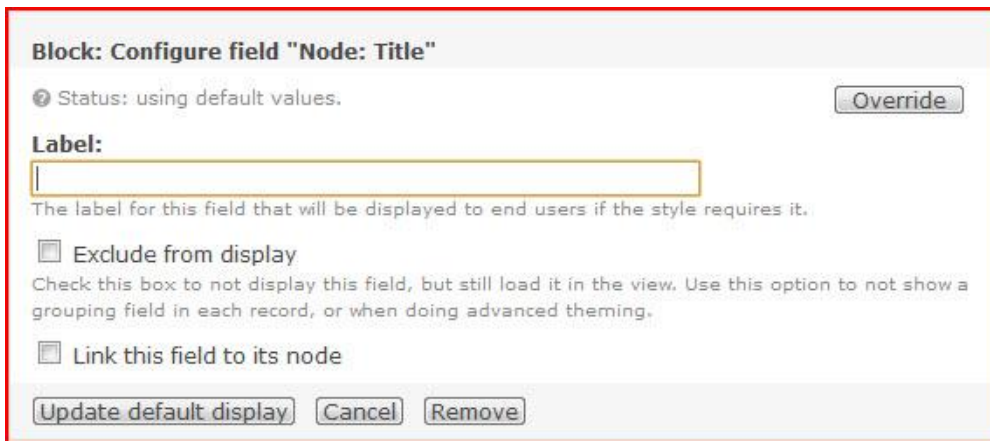 Block: Configure field "Node: Title"
Status: using default values.
Override
Label:
The label for this field that will be displayed to end users if the style requires it.
Exclude from display
Check this box to not display this field, but still load it in the view. Use this option to not show a
grouping field in each record, or when doing advanced theming.
Link this field to its node
Update default display Cancel Remove